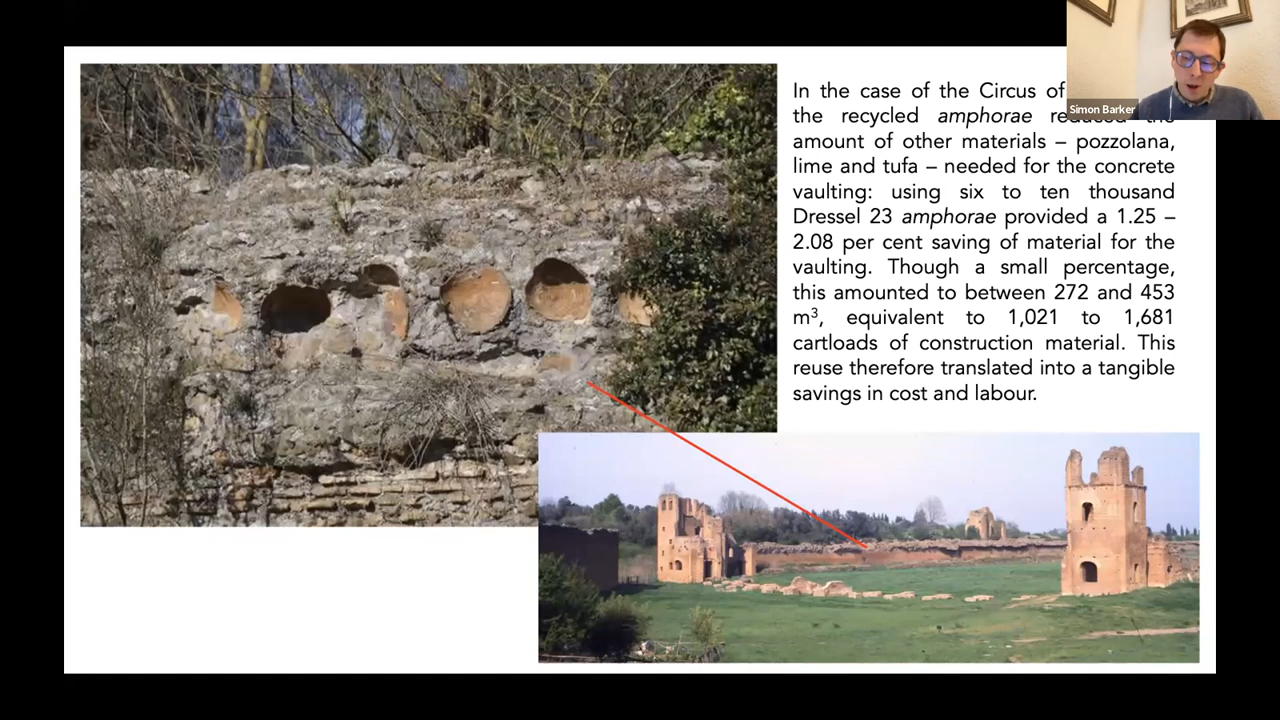 Simon Barker
In the case of the Circus of
the recycled amphorae reduced the
amount of other materials – pozzolana,
lime and tufa – needed for the concrete
vaulting: using six to ten thousand
Dressel 23 amphorae provided a 1.25 –
2.08 per cent saving of material for the
vaulting. Though a small percentage,
this amounted to between 272 and 453
m³, equivalent to 1,021 to 1,681
cartloads of construction material. This
reuse therefore translated into a tangible
savings in cost and labour.